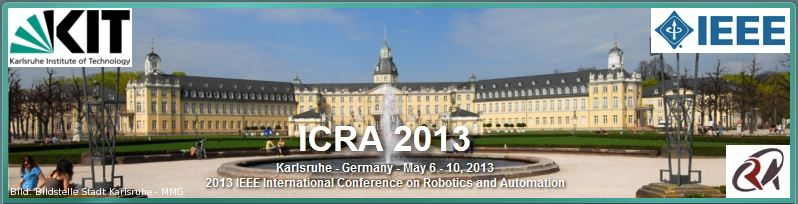 KIT
Karlsruhe Institute of Technology
IEEE
ICRA 2013
Karlsruhe - Germany - May 6 - 10, 2013
2013 IEEE International Conference on Robotics and Automation
Bild: Bildstelle Stadt Karlsruhe - MMG